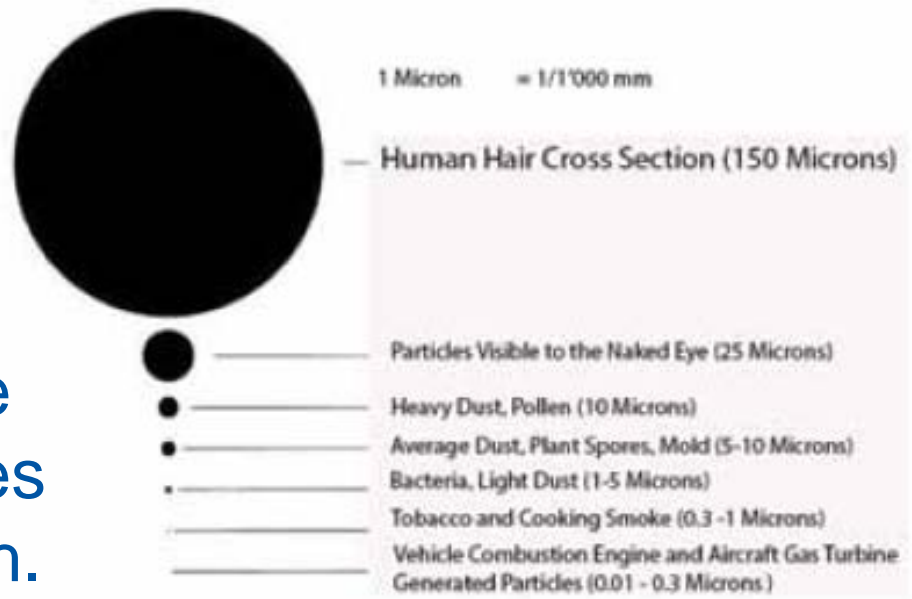 1 Micron = 1/1'000 mm
Human Hair Cross Section (150 Microns)
Particles Visible to the Naked Eye (25 Microns)
Heavy Dust, Pollen (10 Microns)
Average Dust, Plant Spores, Mold (5-10 Microns)
Bacteria, Light Dust (1-5 Microns)
Tobacco and Cooking Smoke (0.3 -1 Microns)
Vehicle Combustion Engine and Aircraft Gas Turbine
Generated Particles (0.01 - 0.3 Microns )